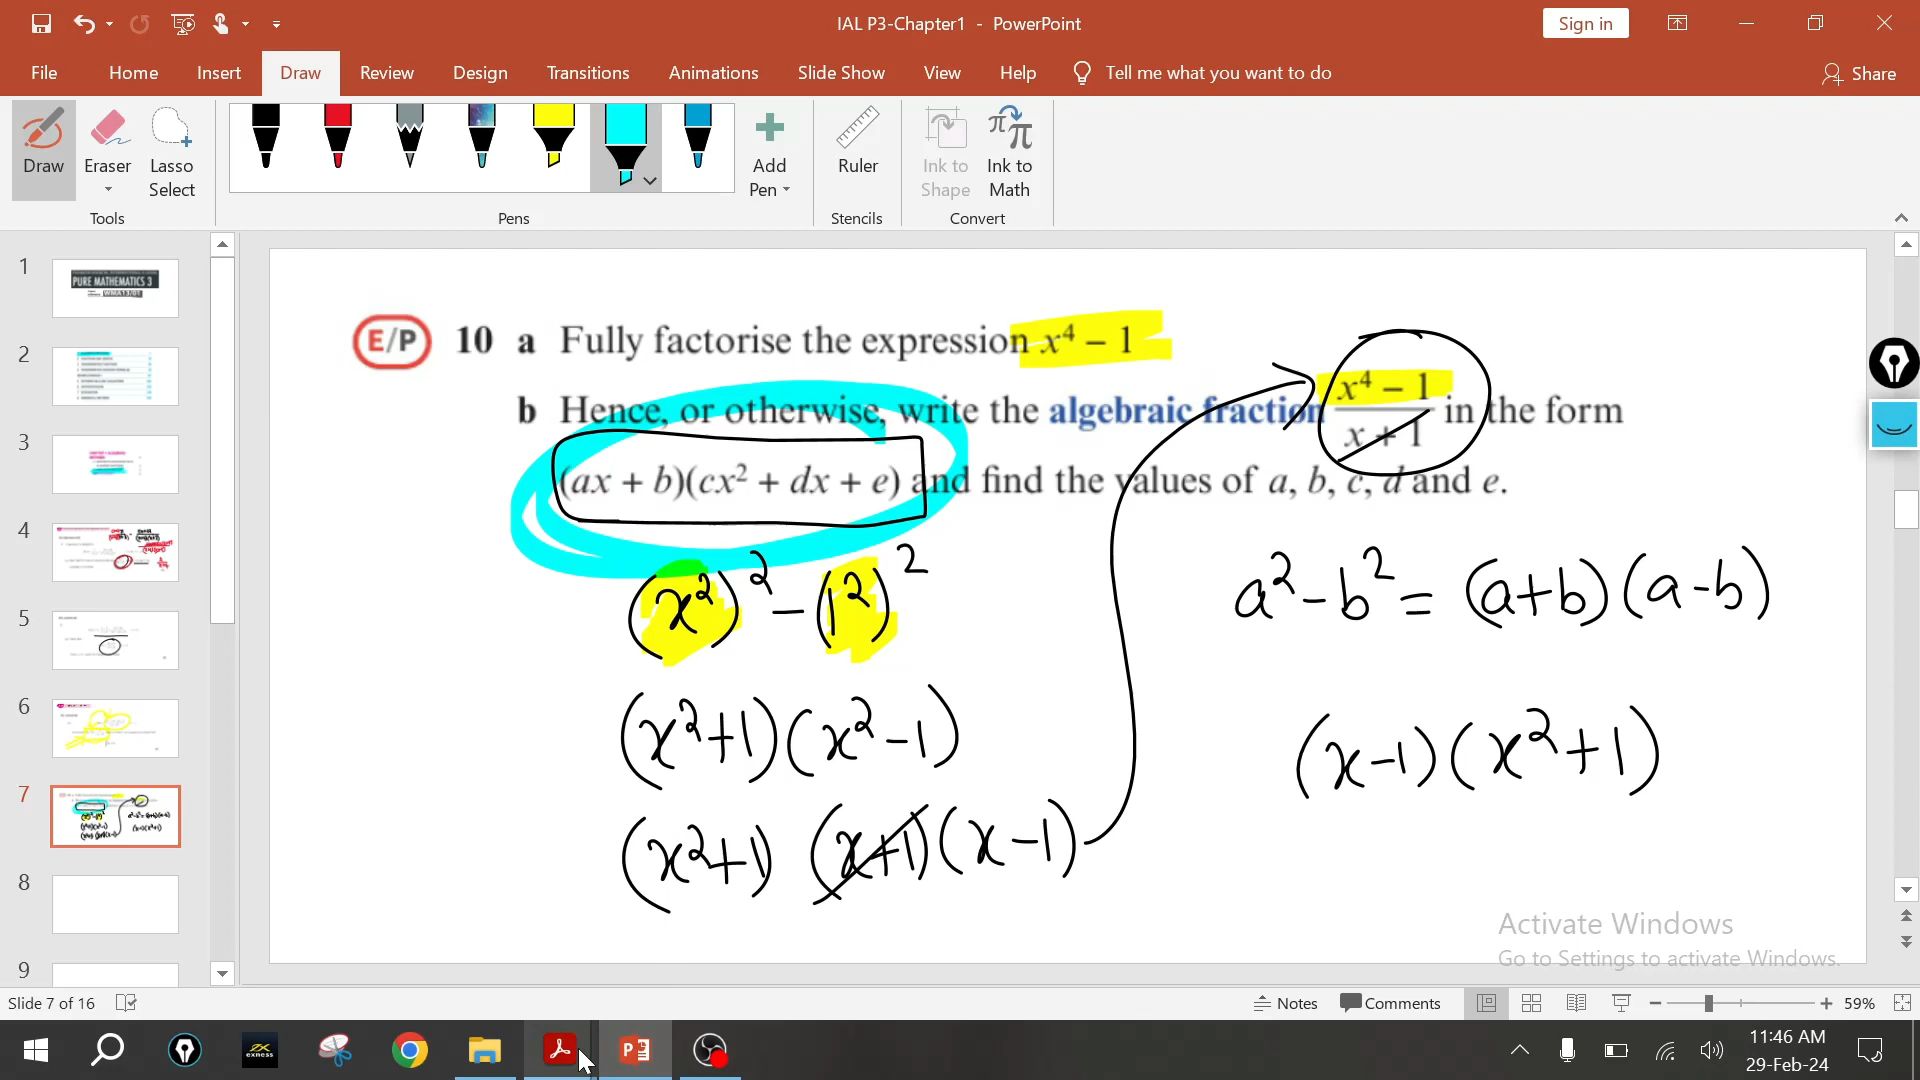 IAL P3-Chapter1 - PowerPoint
Sign in
File Home Insert Draw Review Design Transitions Animations Slide Show View Help Tell me what you want to do
Share
Draw Eraser Lasso Select
Tools
Pens
Add Pen
Ruler
Stencils
Ink to Shape Ink to Math
Convert
1
PURE MATHEMATICS 3
WMA13/01
2
3
4
5
6
7
8
9
E/P 10 a Fully factorise the expression x⁴ – 1
b Hence, or otherwise, write the algebraic fraction (x⁴ – 1)/(x + 1) in the form
(ax + b)(cx² + dx + e) and find the values of a, b, c, d and e.
(x²)² – (1²)²
a² – b² = (a+b)(a-b)
(x²+1)(x²-1)
(x-1)(x²+1)
(x²+1)(x+1)(x-1)
Activate Windows
Go to Settings to activate Windows.
Slide 7 of 16
Notes
Comments
59%
exness
11:46 AM
29-Feb-24